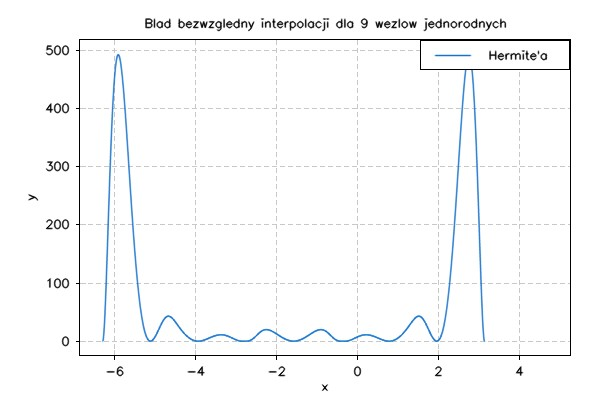 Blad bezwzgledny interpolacji dla 9 wezlow jednorodnych
Hermite'a
500
400
300
200
100
0
y
−6 −4 −2 0 2 4
x